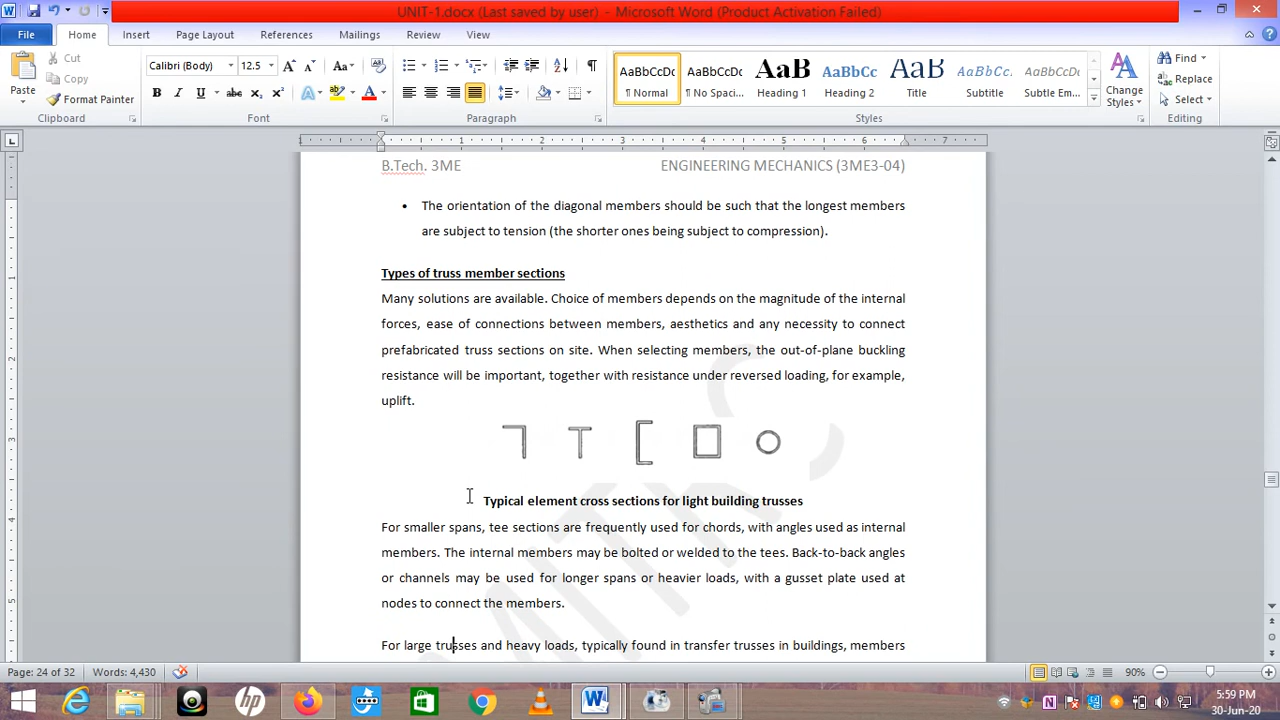 UNIT-1.docx (Last saved by user) - Microsoft Word (Product Activation Failed)
File Home Insert Page Layout References Mailings Review View
Paste
Cut
Copy
Format Painter
Clipboard
Calibri (Body) 12.5
Font
Paragraph
AaBbCcDc AaBbCcDc AaB AaBbCc AaB AaBbCcDc AaBbCcDc
¶ Normal ¶ No Spaci... Heading 1 Heading 2 Title Subtitle Subtle Em...
Styles
Change Styles
Find
Replace
Select
Editing
B.Tech. 3ME ENGINEERING MECHANICS (3ME3-04)
• The orientation of the diagonal members should be such that the longest members
are subject to tension (the shorter ones being subject to compression).
Types of truss member sections
Many solutions are available. Choice of members depends on the magnitude of the internal
forces, ease of connections between members, aesthetics and any necessity to connect
prefabricated truss sections on site. When selecting members, the out-of-plane buckling
resistance will be important, together with resistance under reversed loading, for example,
uplift.
Typical element cross sections for light building trusses
For smaller spans, tee sections are frequently used for chords, with angles used as internal
members. The internal members may be bolted or welded to the tees. Back-to-back angles
or channels may be used for longer spans or heavier loads, with a gusset plate used at
nodes to connect the members.
For large trusses and heavy loads, typically found in transfer trusses in buildings, members
Page: 24 of 32 Words: 4,430 90%
5:59 PM
30-Jun-20